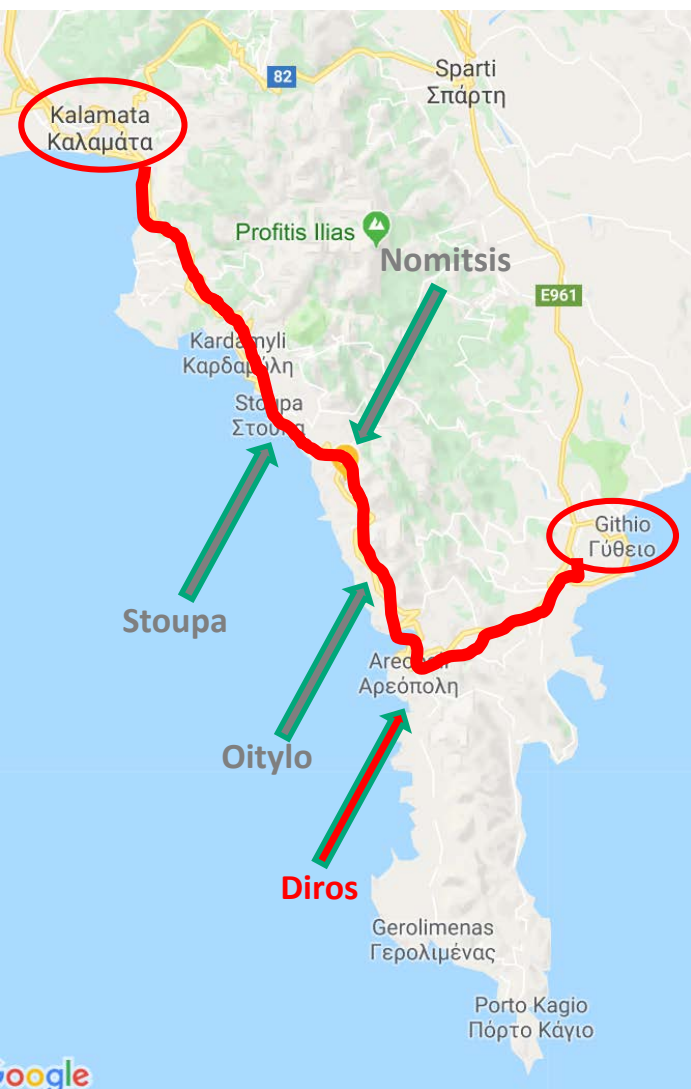 Sparti
Σπάρτη
82
Kalamata
Καλαμάτα
Profitis Ilias
Nomitsis
E961
Kardamyli
Καρδαμύλη
Stoupa
Στούπα
Githio
Γύθειο
Stoupa
Αρεόπολη
Oitylo
Diros
Gerolimenas
Γερολιμένας
Porto Kagio
Πόρτο Κάγιο
Google